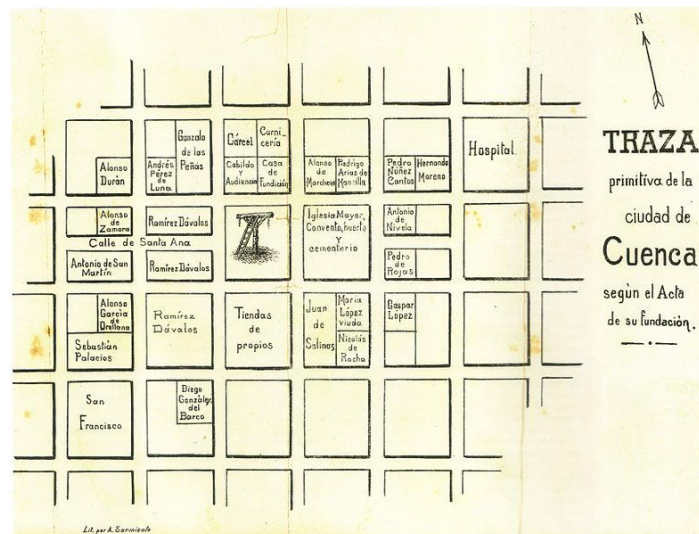 N
TRAZA
primitiva de la
ciudad de
Cuenca
según el Acta
de su fundación.
Alonso
Durán
Andrés
Pérez
de
Luna
Gonzalo
de las
Peñas
Cárcel
Carni-
cería
Cabildo
y
Audiencia
Casa
de
Fundición
Alonso
de
Marchena
Rodrigo
Arias de
Mansilla
Pedro
Núñez
Cantos
Hernando
Moreno
Hospital.
Alonso
de
Zamora
Ramírez Dávalos
Calle de Santa Ana
Antonio de San
Martín
Ramírez Dávalos
Iglesia Mayor,
Convento, huerta
Y
cementerio
Antonio
de
Nivela
Pedro
de
Rojas
Alonso
García
de
Orellana
Sebastián
Palacios
Ramírez
Dávalos
Tiendas
de
propios
Juan
de
Salinas
María
López
viuda
Nicolás
de
Rocha
Gaspar
López
San
Francisco
Diego
González
del
Barco
Lit. por A. Sarmiento